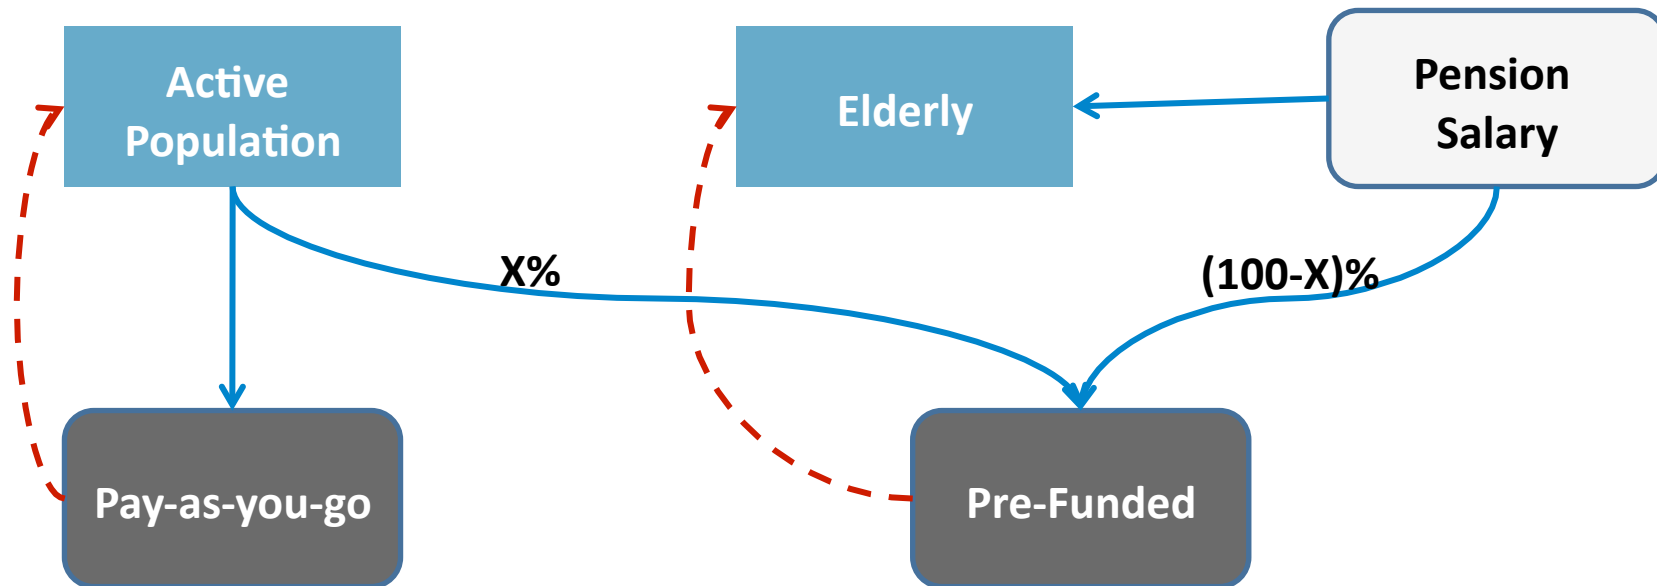 Active
Population
Elderly
Pension
Salary
X%
(100-X)%
Pay-as-you-go
Pre-Funded